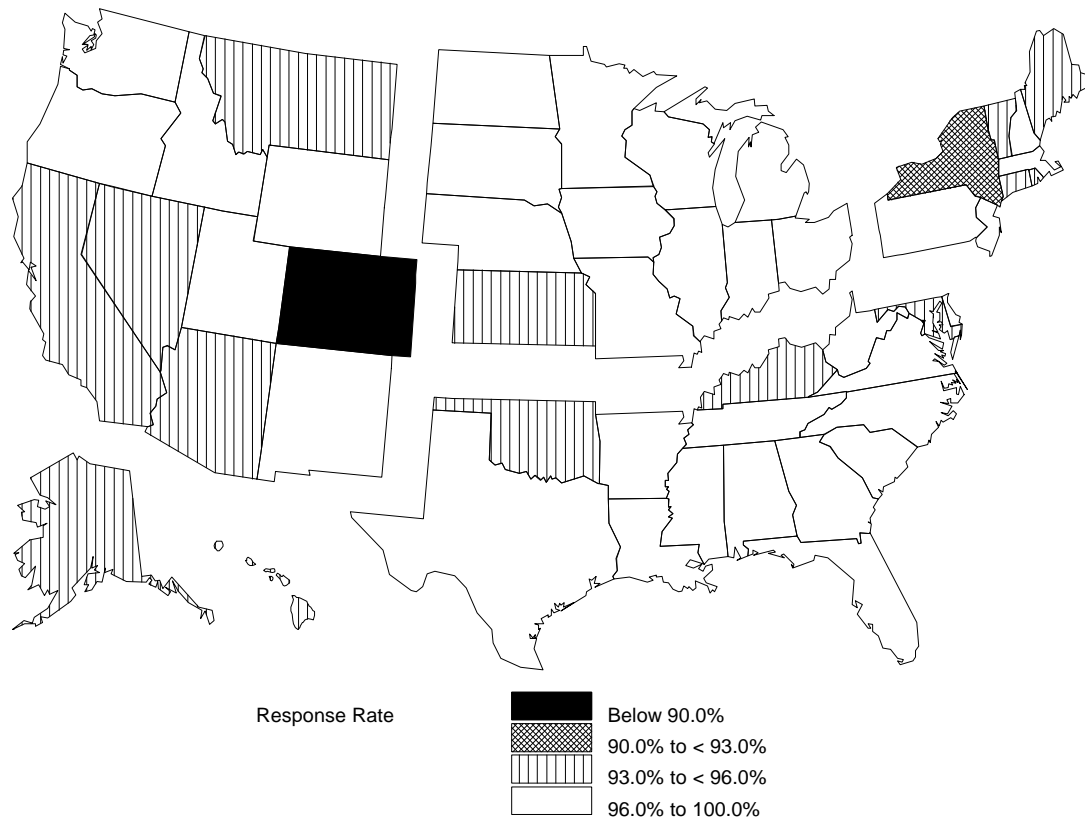 Response Rate
Below 90.0%
90.0% to < 93.0%
93.0% to < 96.0%
96.0% to 100.0%